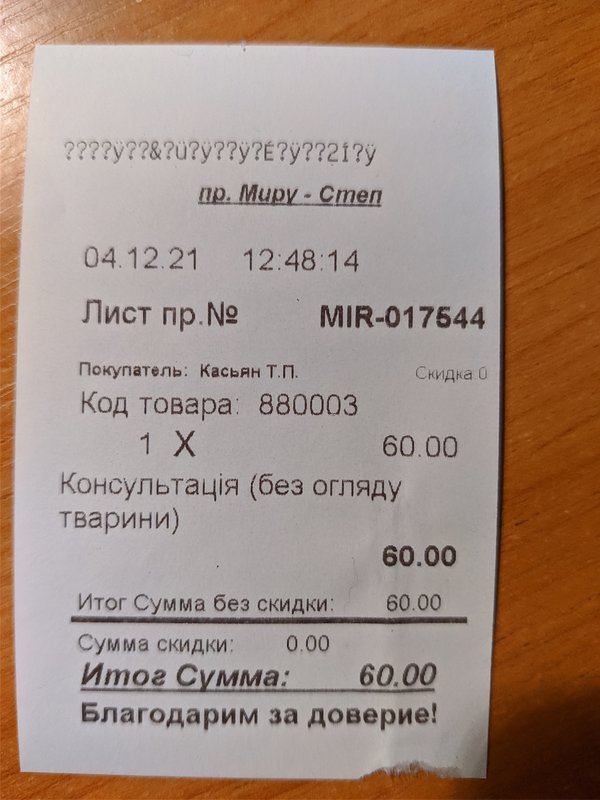 ????ÿ??&?ü?ÿ??ÿ?É?ÿ??2Î?ÿ
пр. Миру - Степ
04.12.21 12:48:14
Лист пр.№ MIR-017544
Покупатель: Касьян Т.П. Скидка 0
Код товара: 880003
1 X 60.00
Консультація (без огляду
тварини)
60.00
Итог Сумма без скидки: 60.00
Сумма скидки: 0.00
Итог Сумма: 60.00
Благодарим за доверие!